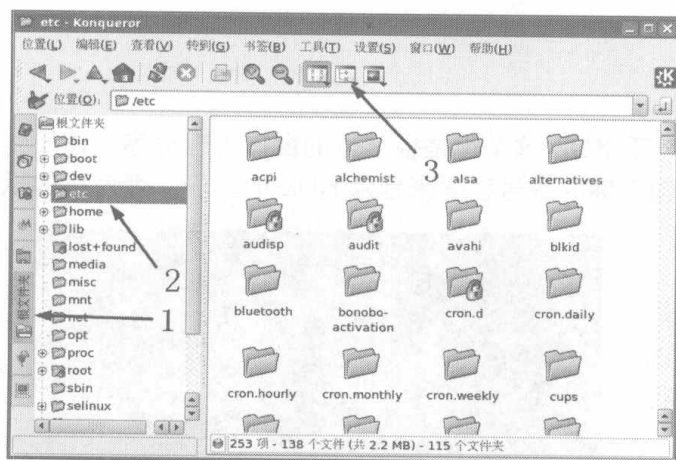 etc - Konqueror
位置(L) 编辑(E) 查看(V) 转到(G) 书签(B) 工具(T) 设置(S) 窗口(W) 帮助(H)
位置(O): /etc
根文件夹
bin
boot
dev
etc
home
lib
lost+found
media
misc
mnt
net
opt
proc
root
sbin
selinux
根文件夹
1
2
3
acpi alchemist alsa alternatives
audisp audit avahi blkid
bluetooth bonobo-activation cron.d cron.daily
cron.hourly cron.monthly cron.weekly cups
253 项 - 138 个文件 (共 2.2 MB) - 115 个文件夹